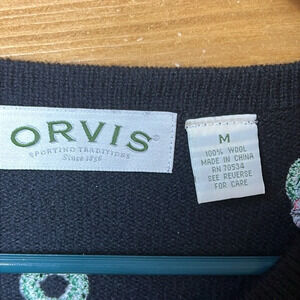 ORVIS®
SPORTING TRADITIONS
Since 1856
M
100% WOOL
MADE IN CHINA
RN 70534
SEE REVERSE
FOR CARE